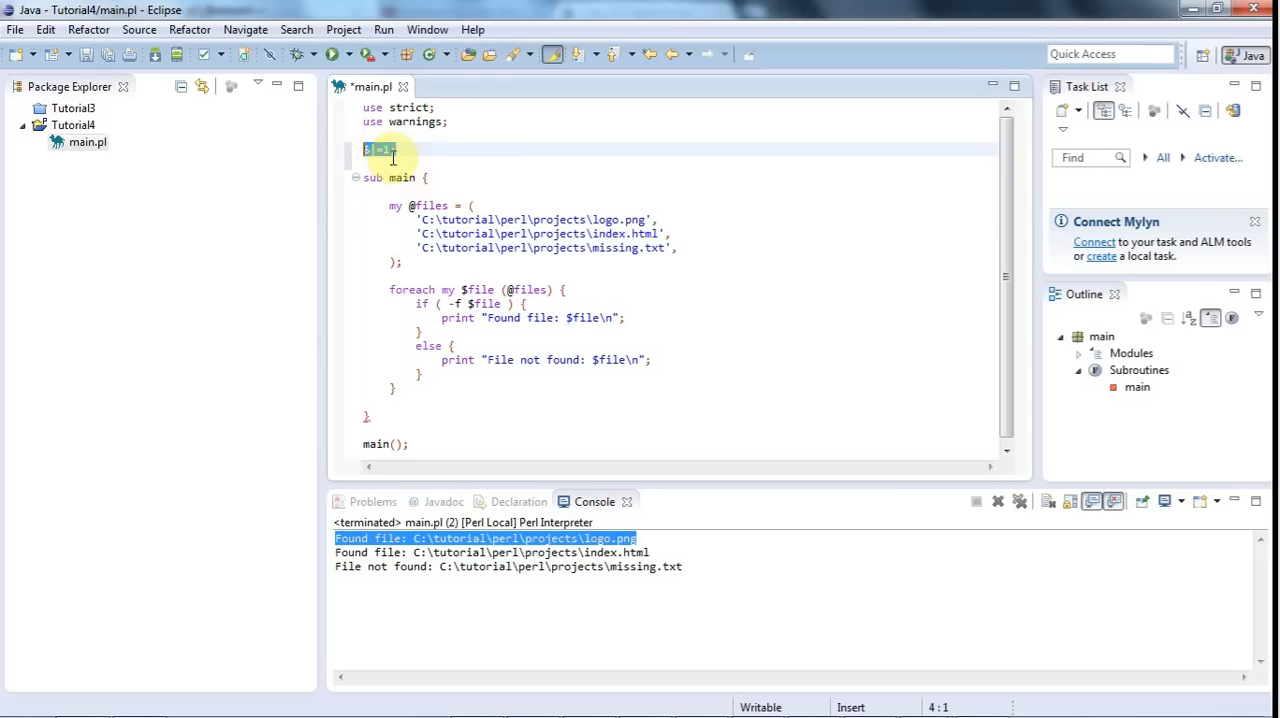 Java - Tutorial4/main.pl - Eclipse
File Edit Refactor Source Refactor Navigate Search Project Run Window Help
Quick Access
Java
Package Explorer
Tutorial3
Tutorial4
main.pl
*main.pl
use strict;
use warnings;
$|=1;
sub main {
my @files = (
'C:\tutorial\perl\projects\logo.png',
'C:\tutorial\perl\projects\index.html',
'C:\tutorial\perl\projects\missing.txt',
);
foreach my $file (@files) {
if ( -f $file ) {
print "Found file: $file\n";
}
else {
print "File not found: $file\n";
}
}
}
main();
Task List
Find
All
Activate...
Connect Mylyn
Connect to your task and ALM tools
or create a local task.
Outline
main
Modules
Subroutines
main
Problems Javadoc Declaration Console
<terminated> main.pl (2) [Perl Local] Perl Interpreter
Found file: C:\tutorial\perl\projects\logo.png
Found file: C:\tutorial\perl\projects\index.html
File not found: C:\tutorial\perl\projects\missing.txt
Writable Insert 4 : 1